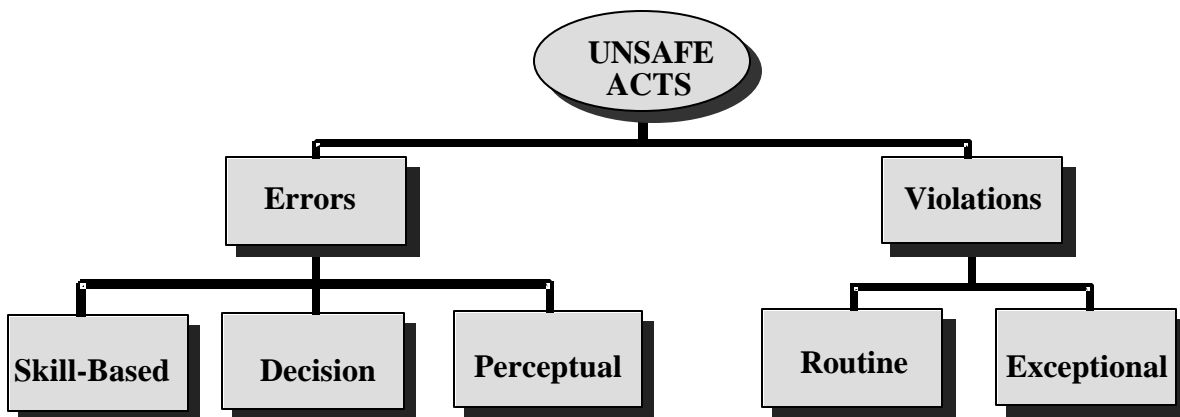 UNSAFE
ACTS
Errors
Violations
Skill-Based
Decision
Perceptual
Routine
Exceptional